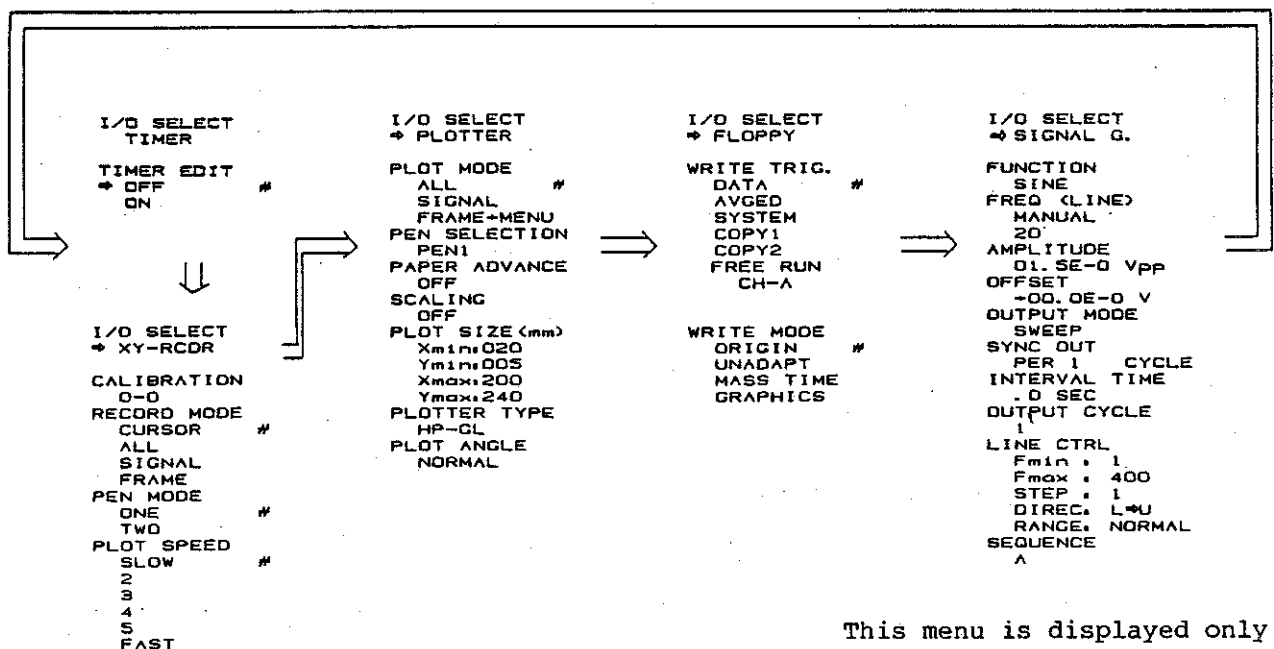 I/O SELECT
TIMER
TIMER EDIT
➡ OFF #
ON
I/O SELECT
➡ XY-RCDR
CALIBRATION
0-0
RECORD MODE
CURSOR #
ALL
SIGNAL
FRAME
PEN MODE
ONE #
TWO
PLOT SPEED
SLOW #
2
3
4
5
FAST
I/O SELECT
➡ PLOTTER
PLOT MODE
ALL #
SIGNAL
FRAME+MENU
PEN SELECTION
PEN1
PAPER ADVANCE
OFF
SCALING
OFF
PLOT SIZE(mm)
Xmin:020
Ymin:005
Xmax:200
Ymax:240
PLOTTER TYPE
HP-GL
PLOT ANGLE
NORMAL
I/O SELECT
➡ FLOPPY
WRITE TRIG.
DATA #
AVGED
SYSTEM
COPY1
COPY2
FREE RUN
CH-A
WRITE MODE
ORIGIN #
UNADAPT
MASS TIME
GRAPHICS
I/O SELECT
➡ SIGNAL G.
FUNCTION
SINE
FREQ (LINE)
MANUAL
20
AMPLITUDE
01.5E-0 Vpp
OFFSET
+00.0E-0 V
OUTPUT MODE
SWEEP
SYNC OUT
PER 1 CYCLE
INTERVAL TIME
.0 SEC
OUTPUT CYCLE
1
LINE CTRL
Fmin : 1
Fmax : 400
STEP : 1
DIREC: L➡U
RANGE: NORMAL
SEQUENCE
A
This menu is displayed only